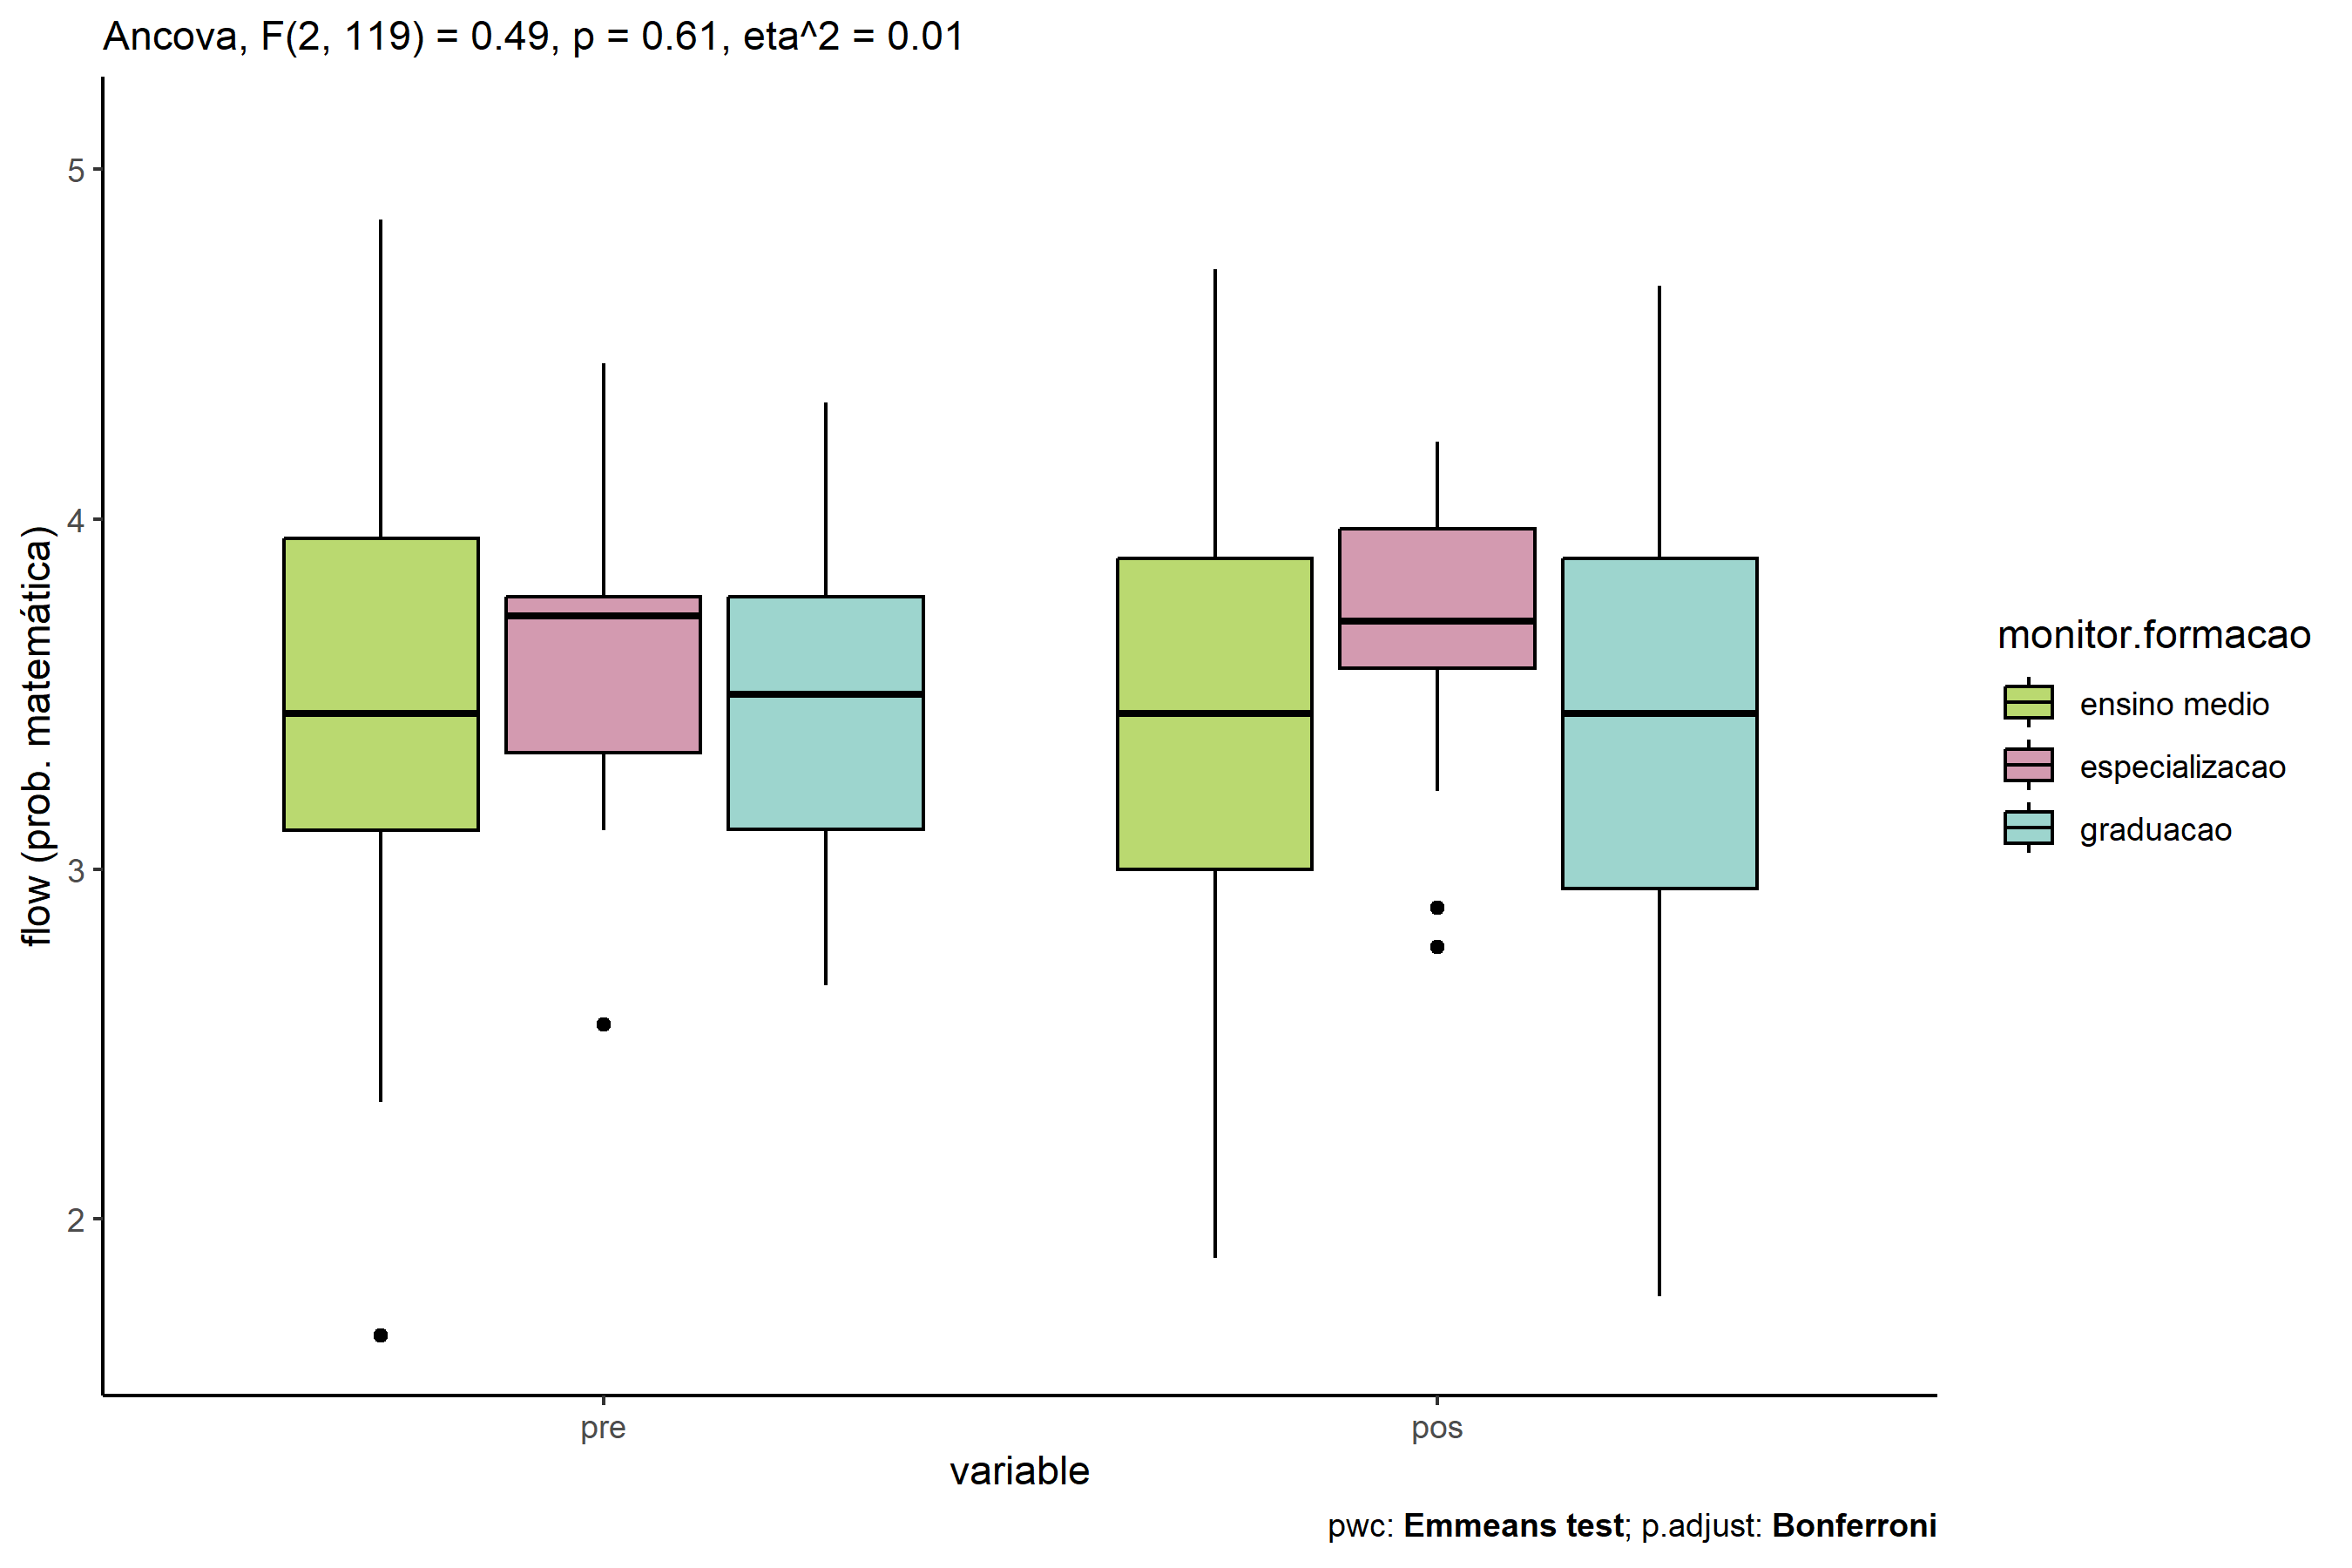 Ancova, F(2, 119) = 0.49, p = 0.61, eta^2 = 0.01
flow (prob. matemática)
5
4
3
2
pre
pos
variable
monitor.formacao
ensino medio
especializacao
graduacao
pwc: Emmeans test; p.adjust: Bonferroni